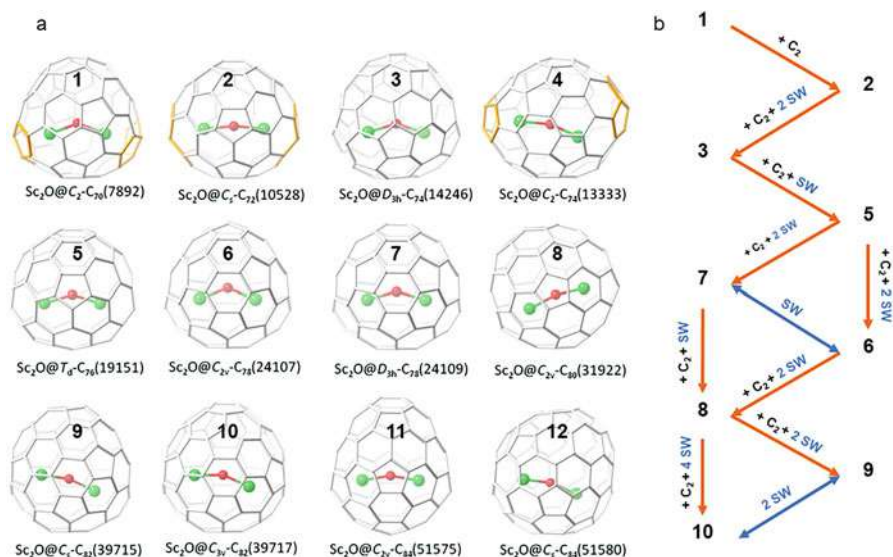 a
1
2
3
4
Sc₂O@C₂-C₇₀(7892)
Sc₂O@Cₛ-C₇₂(10528)
Sc₂O@D₃ₕ-C₇₄(14246)
Sc₂O@C₂-C₇₄(13333)
5
6
7
8
Sc₂O@T_d-C₇₆(19151)
Sc₂O@C₂ᵥ-C₇₈(24107)
Sc₂O@D₃ₕ-C₇₈(24109)
Sc₂O@C₂ᵥ-C₈₀(31922)
9
10
11
12
Sc₂O@Cₛ-C₈₂(39715)
Sc₂O@C₃ᵥ-C₈₂(39717)
Sc₂O@C₂ᵥ-C₈₄(51575)
Sc₂O@Cₛ-C₈₄(51580)
b
1
+ C₂
2
+ C₂ + 2 SW
3
+ C₂ + SW
5
+ C₂ + 2 SW
+ C₂ + 2 SW
7
SW
6
+ C₂ + SW
+ C₂ + 2 SW
8
+ C₂ + 2 SW
9
+ C₂ + 4 SW
2 SW
10